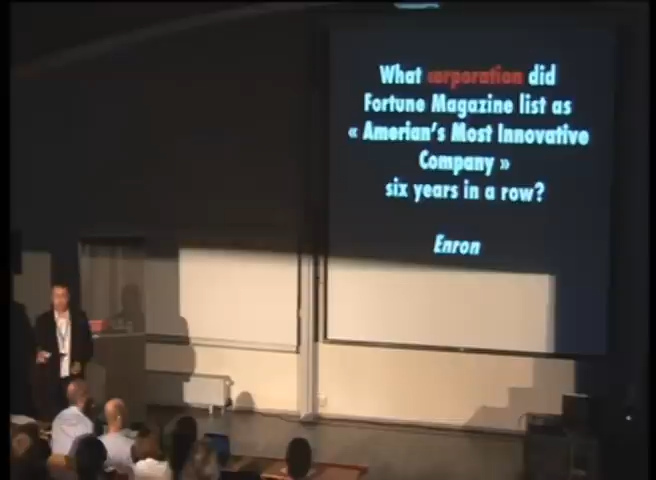 What corporation did
Fortune Magazine list as
« Amerian's Most Innovative
Company »
six years in a row?
Enron